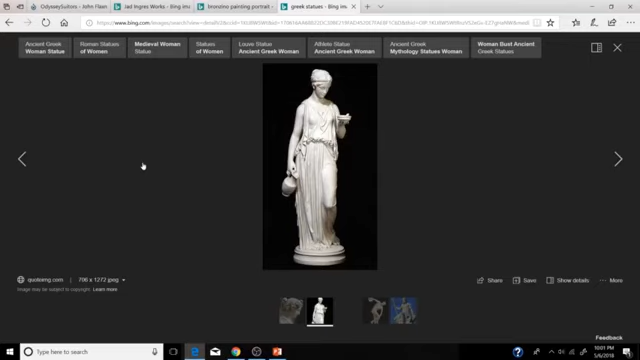 OdysseySuitors - John Flaxm
Jad Ingres Works - Bing ima
bronzino painting portrait -
greek statues - Bing ima
Ancient Greek
Woman Statue
Roman Statues
of Women
Medieval Woman
Statue
Statues
of Women
Louvre Statue
Ancient Greek Woman
Athlete Statue
Ancient Greek Woman
Ancient Greek
Mythology Statues Woman
Woman Bust Ancient
Greek Statues
quoteimg.com
706 x 1272 jpeg
Share
Save
Show details
More
Image may be subject to copyright. Learn more
Feedback
Type here to search
10:01 PM
5/6/2018